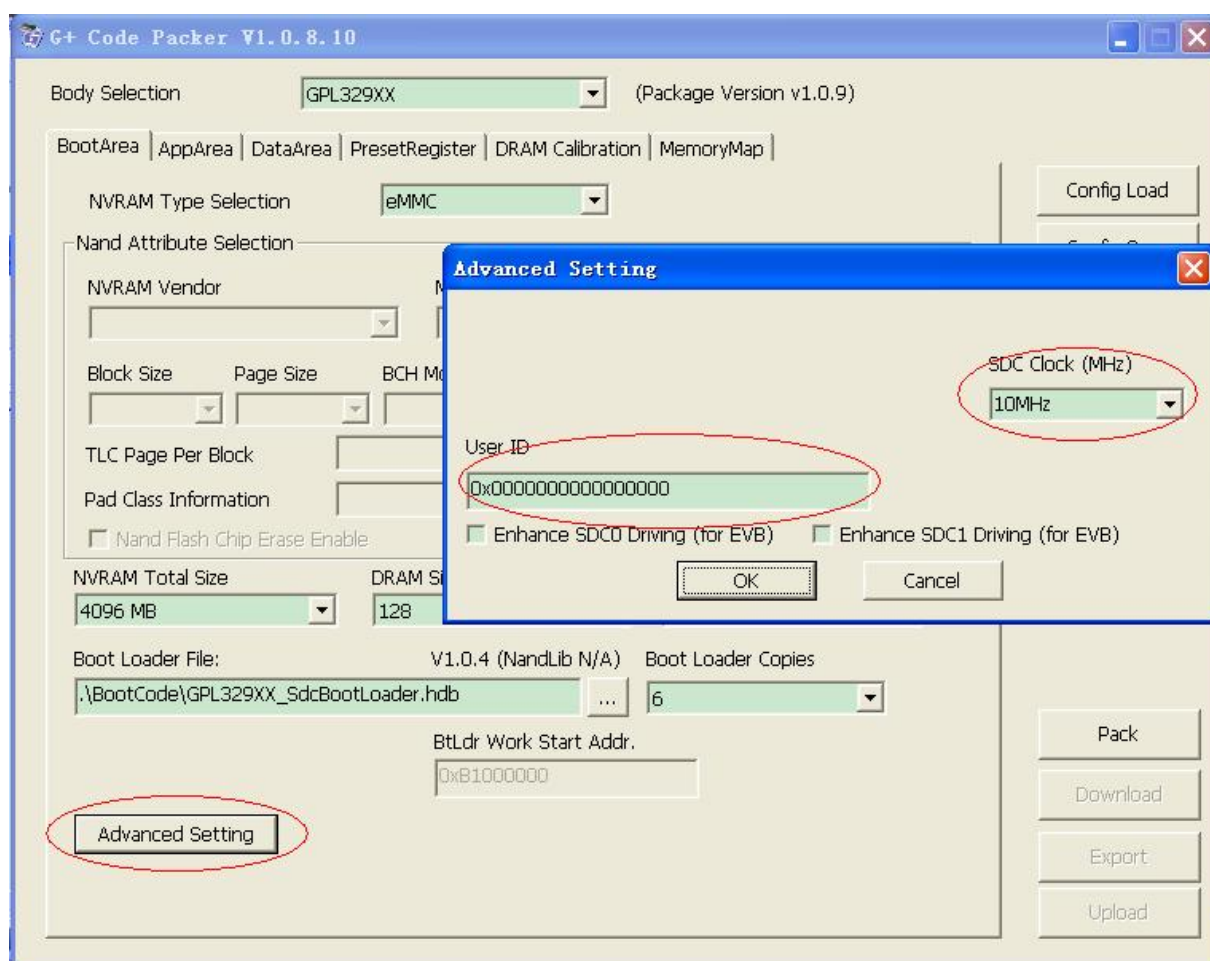 G+ Code Packer V1.0.8.10
Body Selection GPL329XX (Package Version v1.0.9)
BootArea AppArea DataArea PresetRegister DRAM Calibration MemoryMap
NVRAM Type Selection eMMC
Config Load
Nand Attribute Selection
Advanced Setting
NVRAM Vendor
SDC Clock (MHz)
Block Size Page Size BCH
10MHz
User ID
TLC Page Per Block
0x0000000000000000
Pad Class Information
Nand Flash Chip Erase Enable
Enhance SDC0 Driving (for EVB) Enhance SDC1 Driving (for EVB)
NVRAM Total Size DRAM
OK Cancel
4096 MB 128
Boot Loader File: V1.0.4 (NandLib N/A) Boot Loader Copies
.\BootCode\GPL329XX_SdcBootLoader.hdb ... 6
BtLdr Work Start Addr.
Pack
0xB1000000
Download
Advanced Setting
Export
Upload